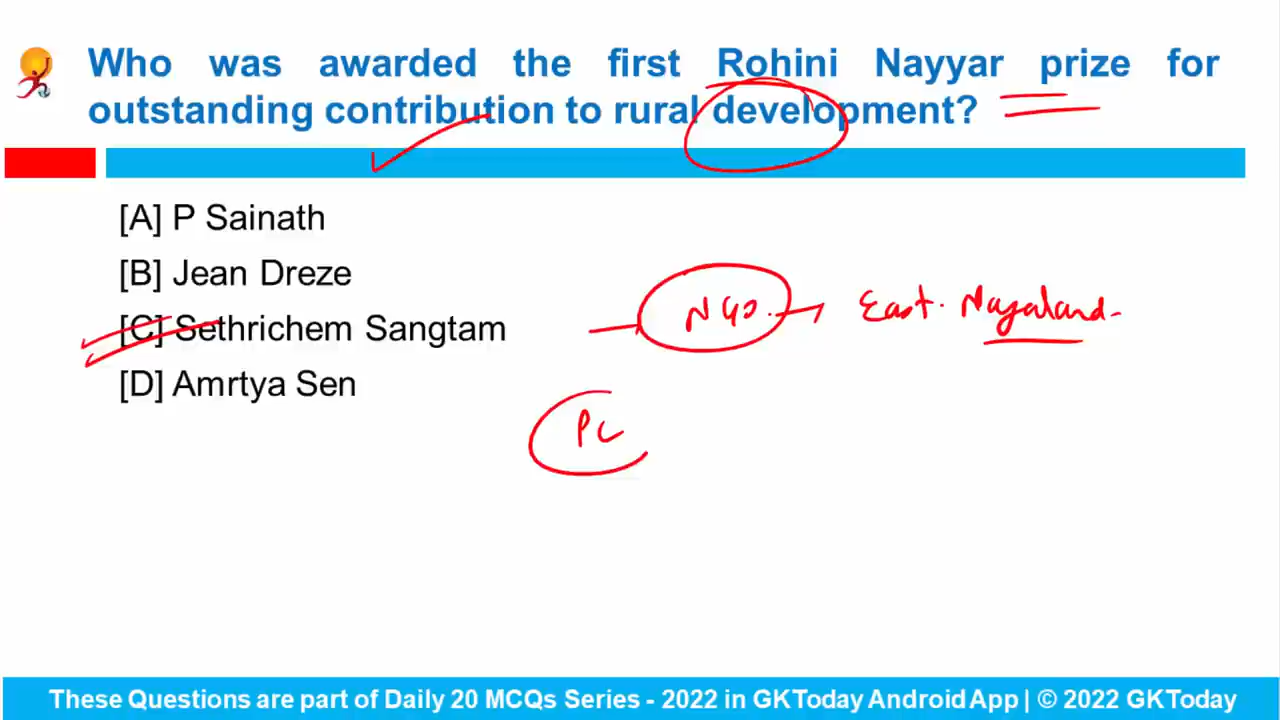 Who was awarded the first Rohini Nayyar prize for
outstanding contribution to rural development?
[A] P Sainath
[B] Jean Dreze
[C] Sethrichem Sangtam
[D] Amrtya Sen
NGO
East. Nagaland
PC
These Questions are part of Daily 20 MCQs Series - 2022 in GKToday Android App | © 2022 GKToday